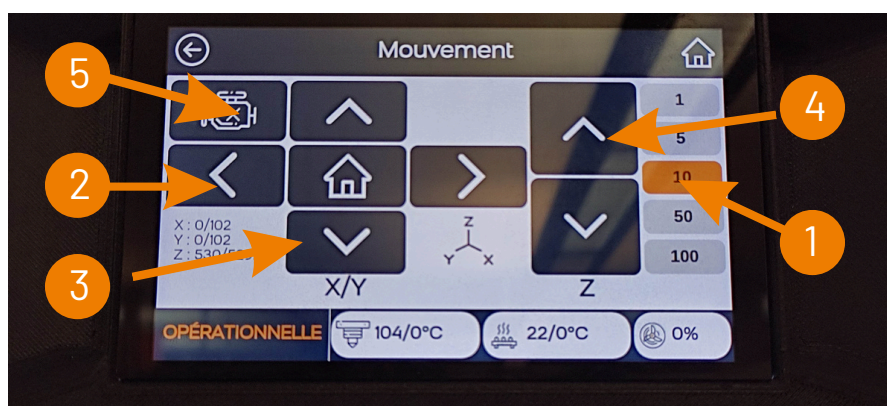 Mouvement
5
1
4
5
2
10
X : 0/102
Y : 0/102
50
1
Z : 530/
100
3
X/Y
Z
Y
X
Z
OPÉRATIONNELLE
104/0°C
22/0°C
0%